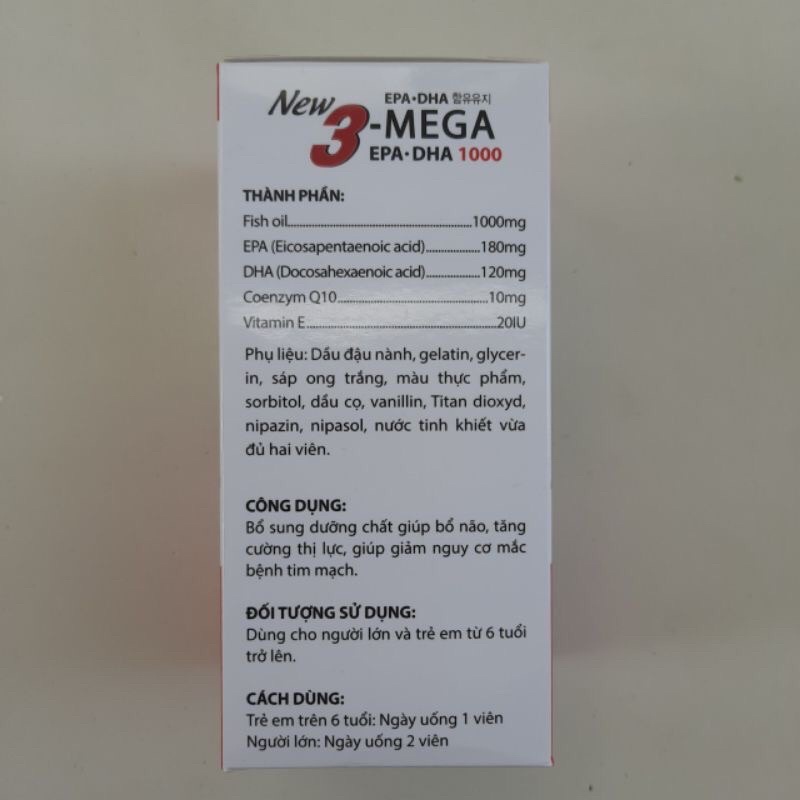 New 3-MEGA
EPA•DHA 함유유지
EPA•DHA 1000
THÀNH PHẦN:
Fish oil....................................................1000mg
EPA (Eicosapentaenoic acid)................180mg
DHA (Docosahexaenoic acid)................120mg
Coenzym Q10..........................................10mg
Vitamin E....................................................20IU
Phụ liệu: Dầu đậu nành, gelatin, glycer-
in, sáp ong trắng, màu thực phẩm,
sorbitol, dầu cọ, vanillin, Titan dioxyd,
nipazin, nipasol, nước tinh khiết vừa
đủ hai viên.
CÔNG DỤNG:
Bổ sung dưỡng chất giúp bổ não, tăng
cường thị lực, giúp giảm nguy cơ mắc
bệnh tim mạch.
ĐỐI TƯỢNG SỬ DỤNG:
Dùng cho người lớn và trẻ em từ 6 tuổi
trở lên.
CÁCH DÙNG:
Trẻ em trên 6 tuổi: Ngày uống 1 viên
Người lớn: Ngày uống 2 viên